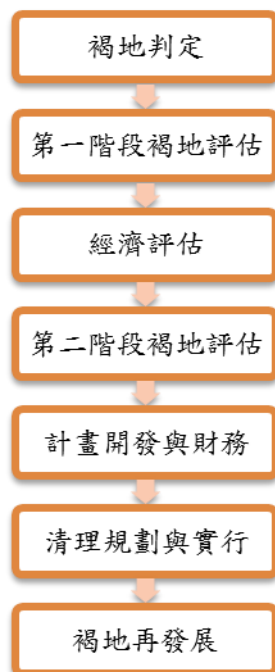 褐地判定
第一階段褐地評估
經濟評估
第二階段褐地評估
計畫開發與財務
清理規劃與實行
褐地再發展